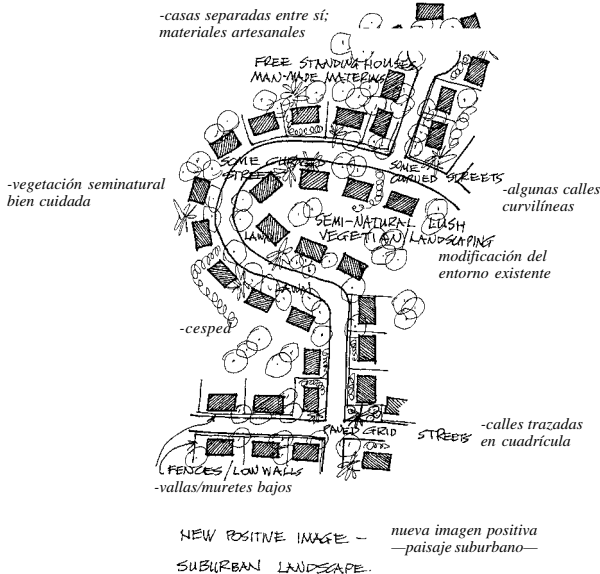 -casas separadas entre sí;
materiales artesanales
FREE STANDING HOUSES
MAN-MADE MATERIALS
SOME CURVED
STREETS
SOME
CURVED STREETS
-vegetación seminatural
bien cuidada
-algunas calles
curvilíneas
SEMI-NATURAL LUSH
VEGETIAN/LANDSCAPING
LAWN
modificación del
entorno existente
LAWN
-cesped
PAVED GRID STREETS
-calles trazadas
en cuadrícula
FENCES/LOW WALLS
-vallas/muretes bajos
NEW POSITIVE IMAGE -
SUBURBAN LANDSCAPE.
nueva imagen positiva
—paisaje suburbano—